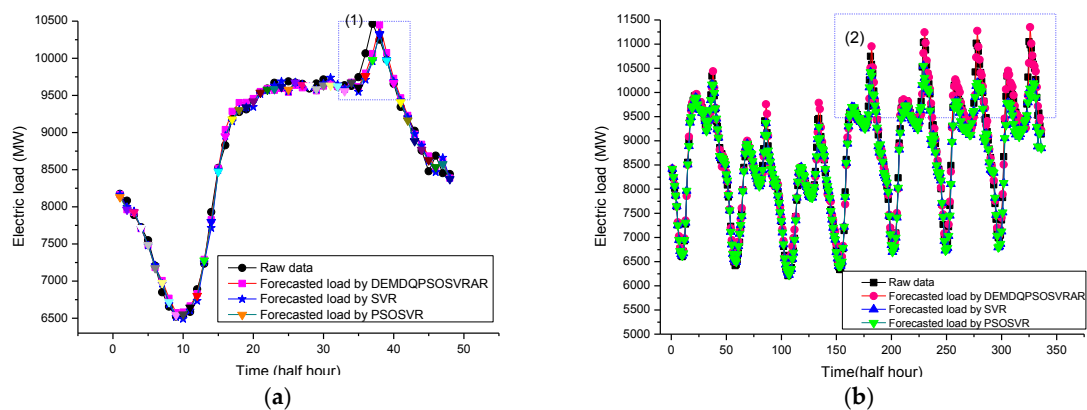 (1)
10500
10000
9500
9000
8500
8000
7500
7000
6500
Electric load (MW)
Raw data
Forecasted load by DEMDQPSOSVRAR
Forecasted load by SVR
Forecasted load by PSOSVR
0 10 20 30 40 50 60
Time (half hour)
(a)
(2)
11500
11000
10500
10000
9500
9000
8500
8000
7500
7000
6500
6000
5500
5000
Electric load (MW)
Raw data
Forecasted load by DEMDQPSOSVRAR
Forecasted load by SVR
Forecasted load by PSOSVR
0 50 100 150 200 250 300 350
Time(half hour)
(b)